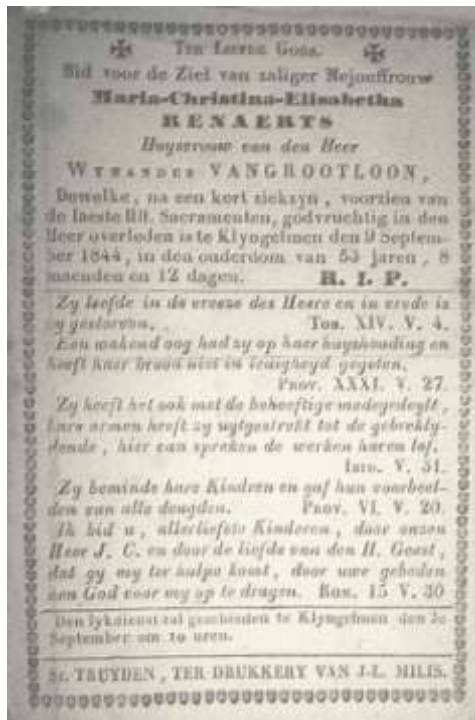 Ter Eeren Gods.
Bid voor de Ziel van zaliger Mejouffrouw
Maria-Christina-Elisabetha
RENAERTS
Huysvrouw van den Heer
WYNANDUS VANGROOTLOON,
Dewelke, na een kort ziekzyn, voorzien van
de laeste HH. Sacramenten, godvruchtig in den
Heer overleden is te Klyngelmen den 9 Septem-
ber 1844, in den ouderdom van 53 jaren, 8
maenden en 12 dagen. R. I. P.
Zy leefde in de vreeze des Heere en in vrede is
zy gestorven. Tob. XIV. V. 4.
Een wakend oog had zy op haer huyshouding en
heeft haer brood niet in ledigheyd gegeten.
Prov. XXXI. V. 27.
Zy heeft het ook met de behoeftige medegedeylt,
hare armen heeft zy uytgestrekt tot de gebrekly-
dende, hier van spreken de werken haren lof.
V. 31.
Zy beminde hare Kindren en gaf hun voorbeel-
den van alle deugden. Prov. VI. V. 20.
Ik bid u, allerliefste Kinderen, door onzen
Heer J. C. en door de liefde van den H. Geest,
dat gy my ter hulpe komt, door uwe gebeden
aen God voor my op te dragen. Rom. 15 V. 30
Den lykdienst zal geschieden te Klyngelmen den
September om 10 uren.
ST. TRUYDEN, TER DRUKKERY VAN J-L. MILIS.